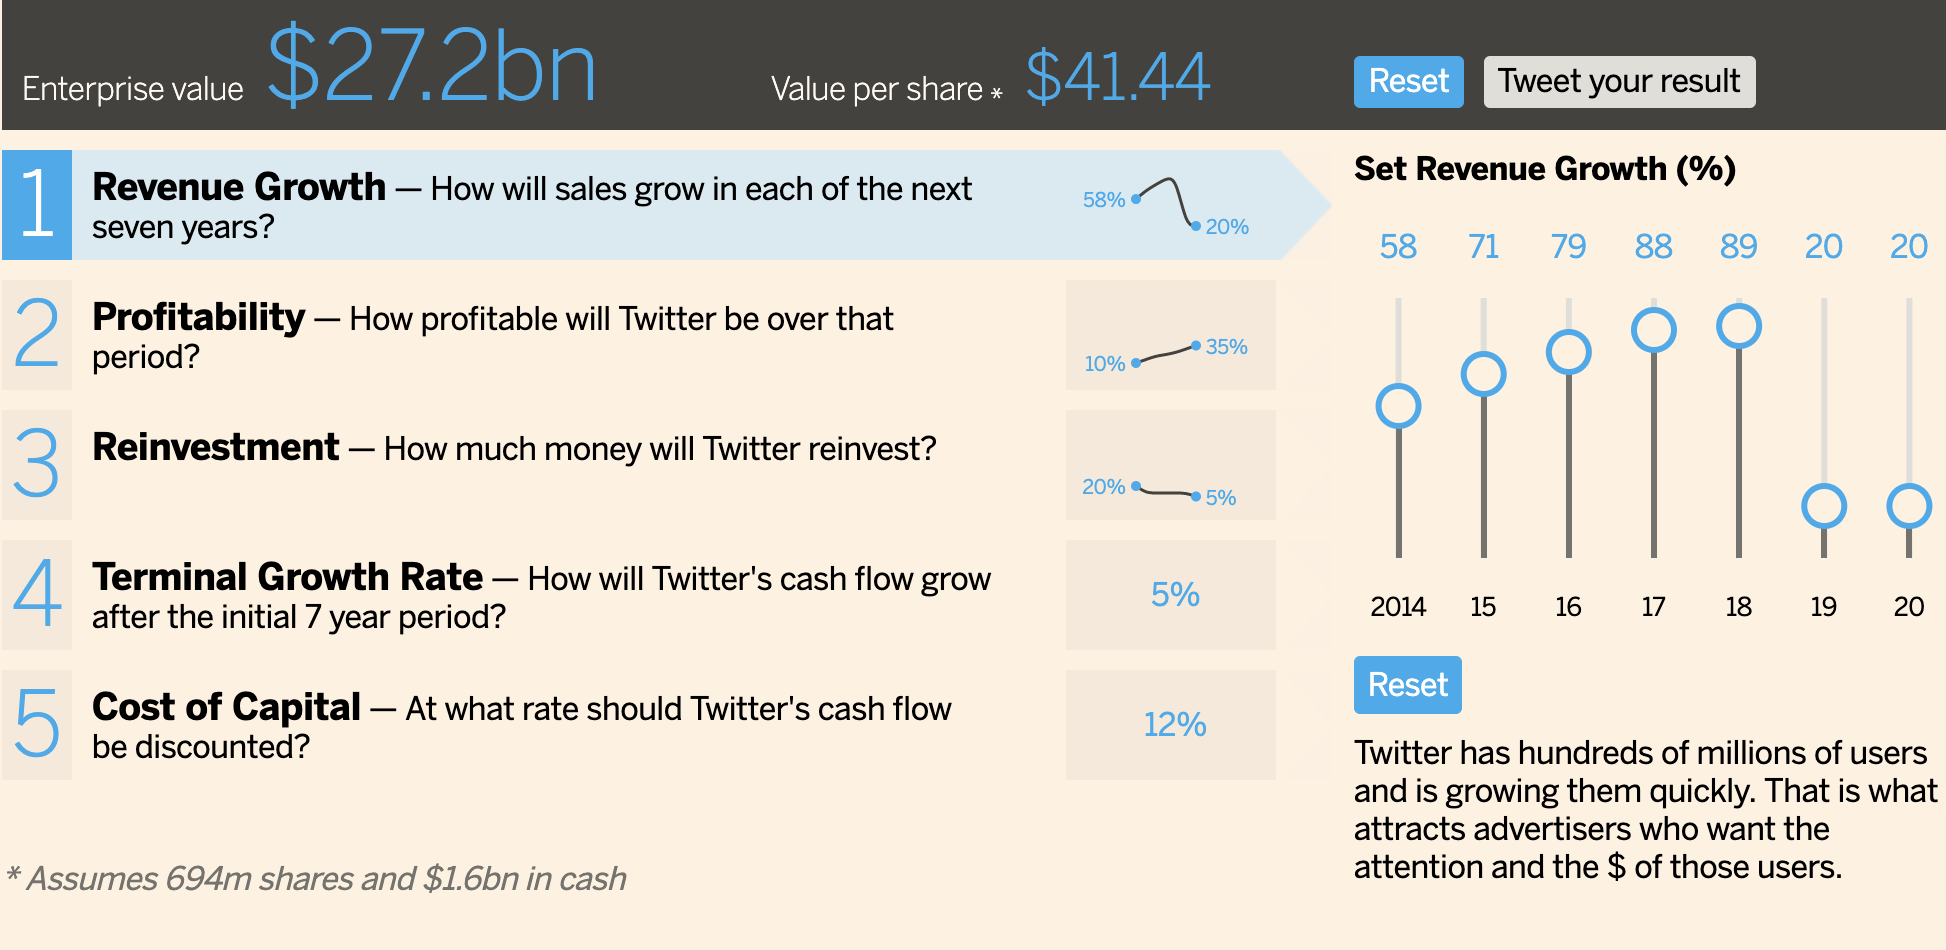 Enterprise value $27.2bn Value per share * $41.44 Reset Tweet your result
1 Revenue Growth — How will sales grow in each of the next
seven years?
58% 20%
2 Profitability — How profitable will Twitter be over that
period?
10% 35%
3 Reinvestment — How much money will Twitter reinvest?
20% 5%
4 Terminal Growth Rate — How will Twitter's cash flow grow
after the initial 7 year period?
5%
5 Cost of Capital — At what rate should Twitter's cash flow
be discounted?
12%
* Assumes 694m shares and $1.6bn in cash
Set Revenue Growth (%)
58 71 79 88 89 20 20
2014 15 16 17 18 19 20
Reset
Twitter has hundreds of millions of users
and is growing them quickly. That is what
attracts advertisers who want the
attention and the $ of those users.